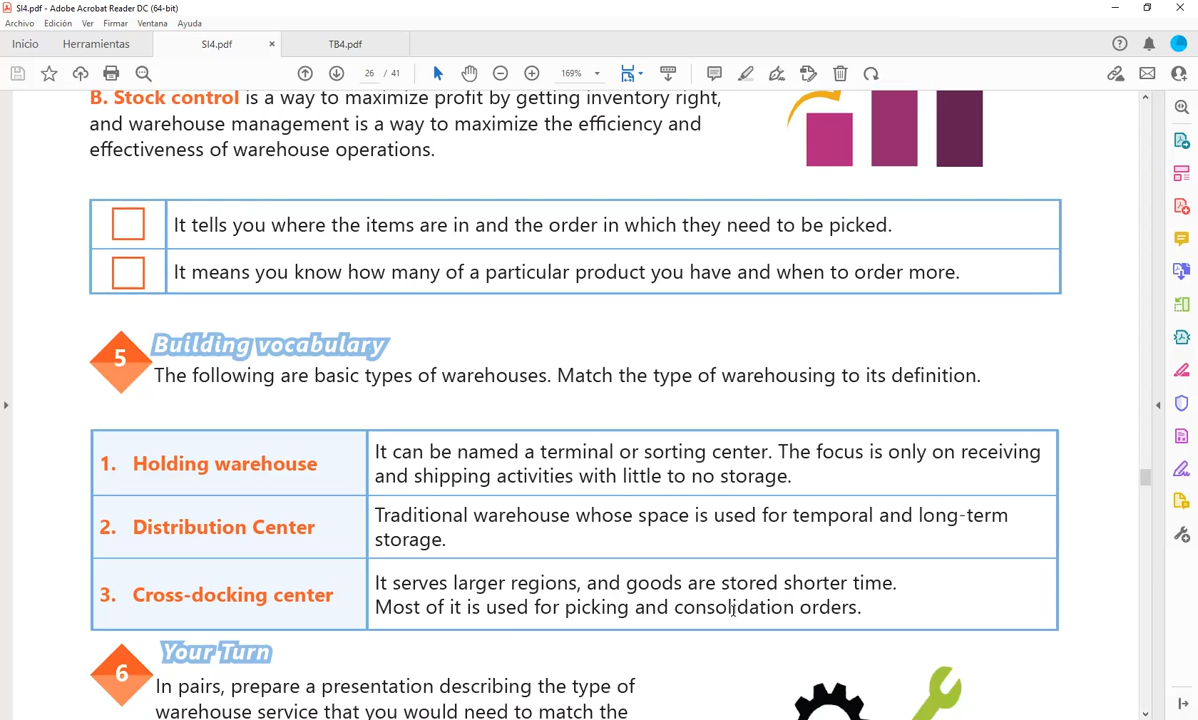 SI4.pdf - Adobe Acrobat Reader DC (64-bit)
Archivo Edición Ver Firmar Ventana Ayuda
Inicio Herramientas SI4.pdf × TB4.pdf
26 / 41 169%
B. Stock control is a way to maximize profit by getting inventory right,
and warehouse management is a way to maximize the efficiency and
effectiveness of warehouse operations.
It tells you where the items are in and the order in which they need to be picked.
It means you know how many of a particular product you have and when to order more.
5 Building vocabulary
The following are basic types of warehouses. Match the type of warehousing to its definition.
1. Holding warehouse
It can be named a terminal or sorting center. The focus is only on receiving
and shipping activities with little to no storage.
2. Distribution Center
Traditional warehouse whose space is used for temporal and long-term
storage.
3. Cross-docking center
It serves larger regions, and goods are stored shorter time.
Most of it is used for picking and consolidation orders.
6 Your Turn
In pairs, prepare a presentation describing the type of
warehouse service that you would need to match the